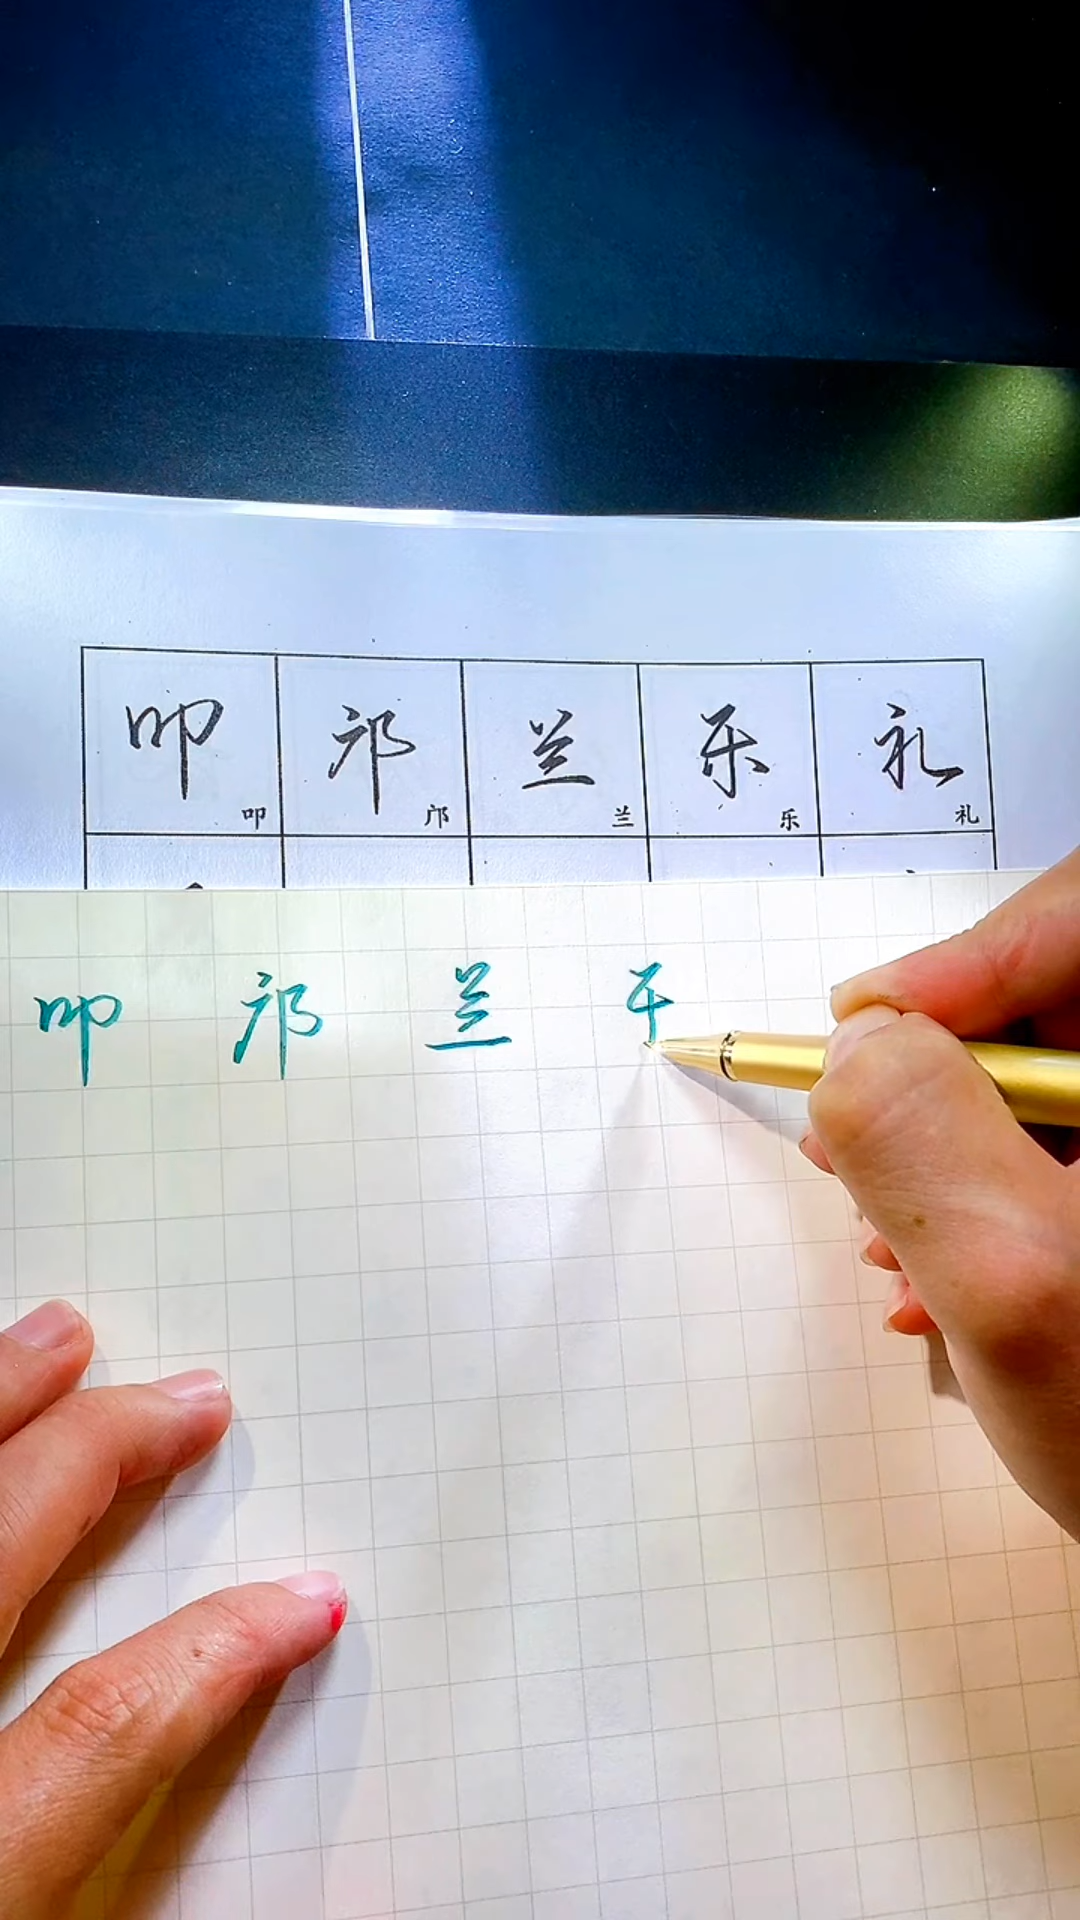 叩 邝 兰 乐 礼
叩 邝 兰 乐 礼
叩 邝 兰